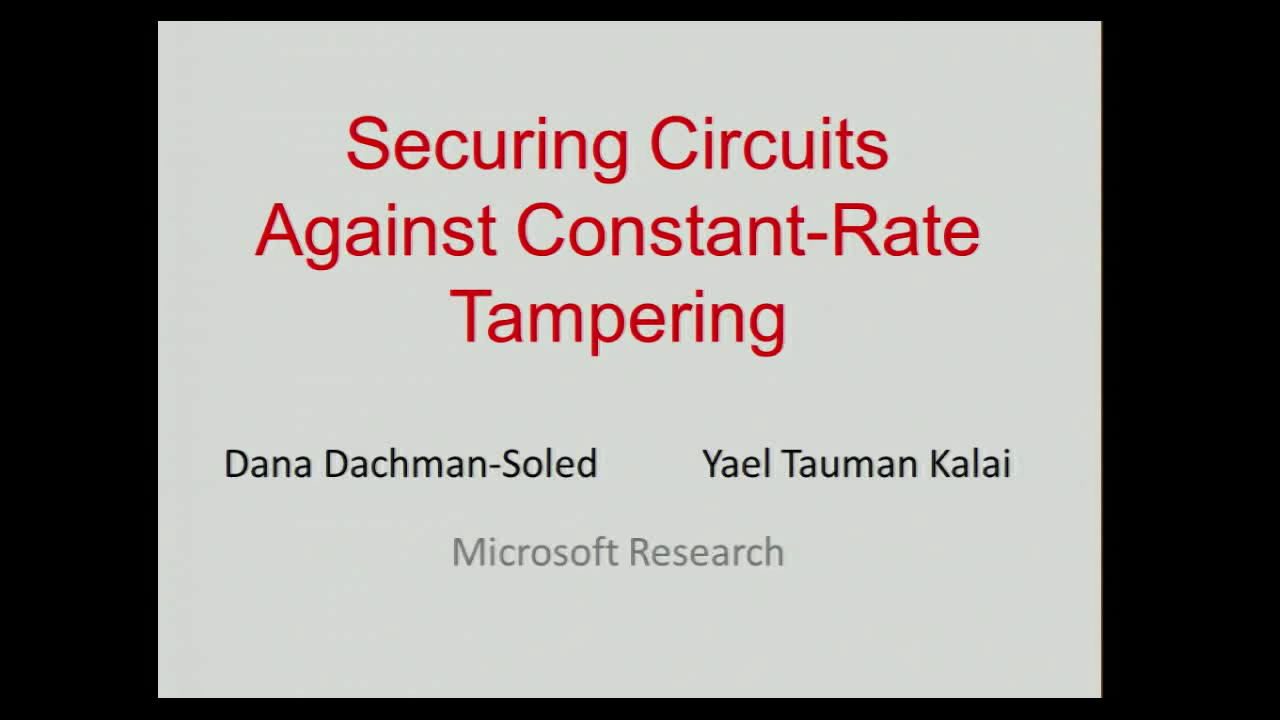 Securing Circuits
Against Constant-Rate
Tampering
Dana Dachman-Soled Yael Tauman Kalai
Microsoft Research